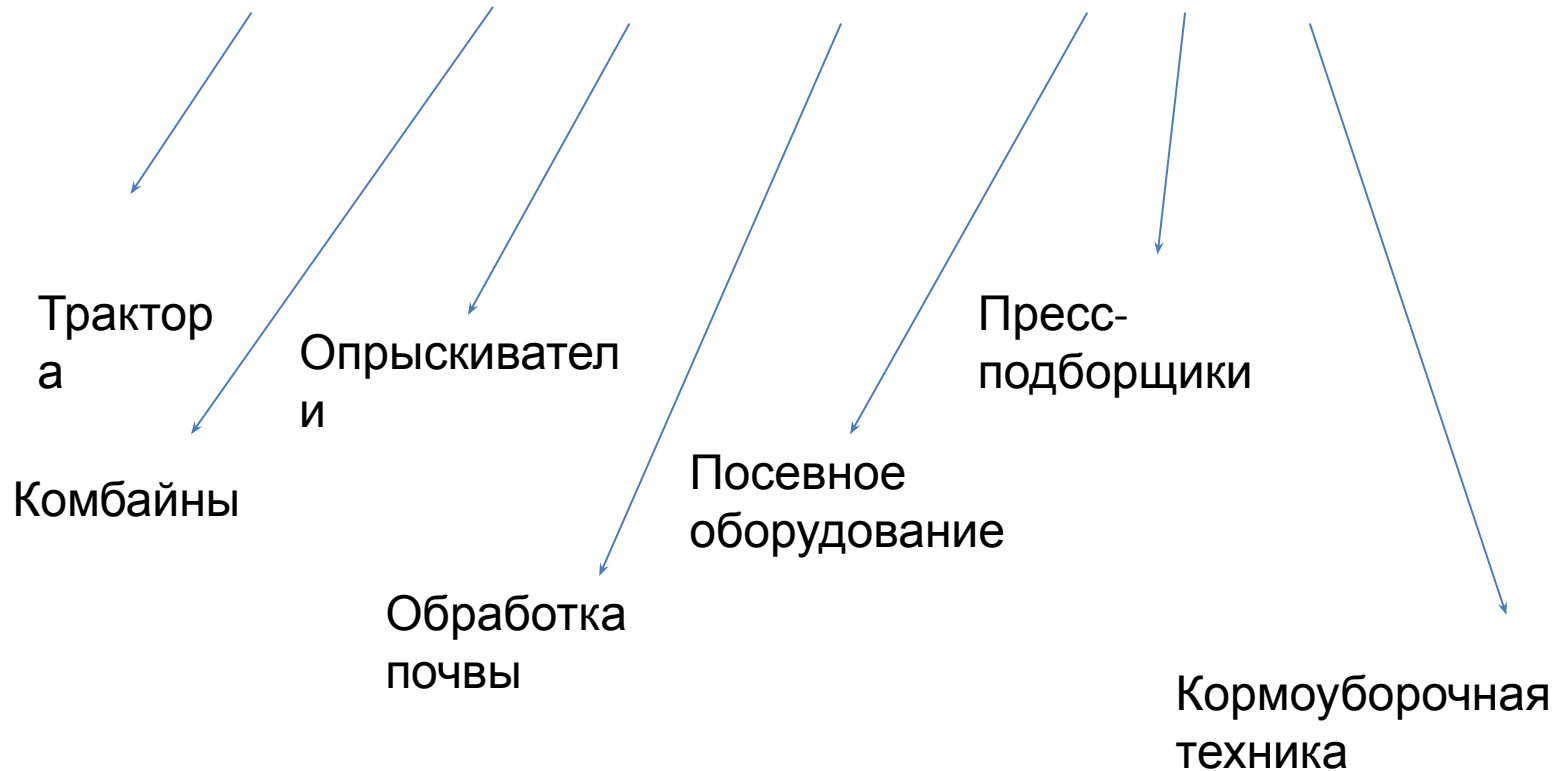 Трактор
а
Опрыскивател
и
Пресс-
подборщики
Комбайны
Посевное
оборудование
Обработка
почвы
Кормоуборочная
техника